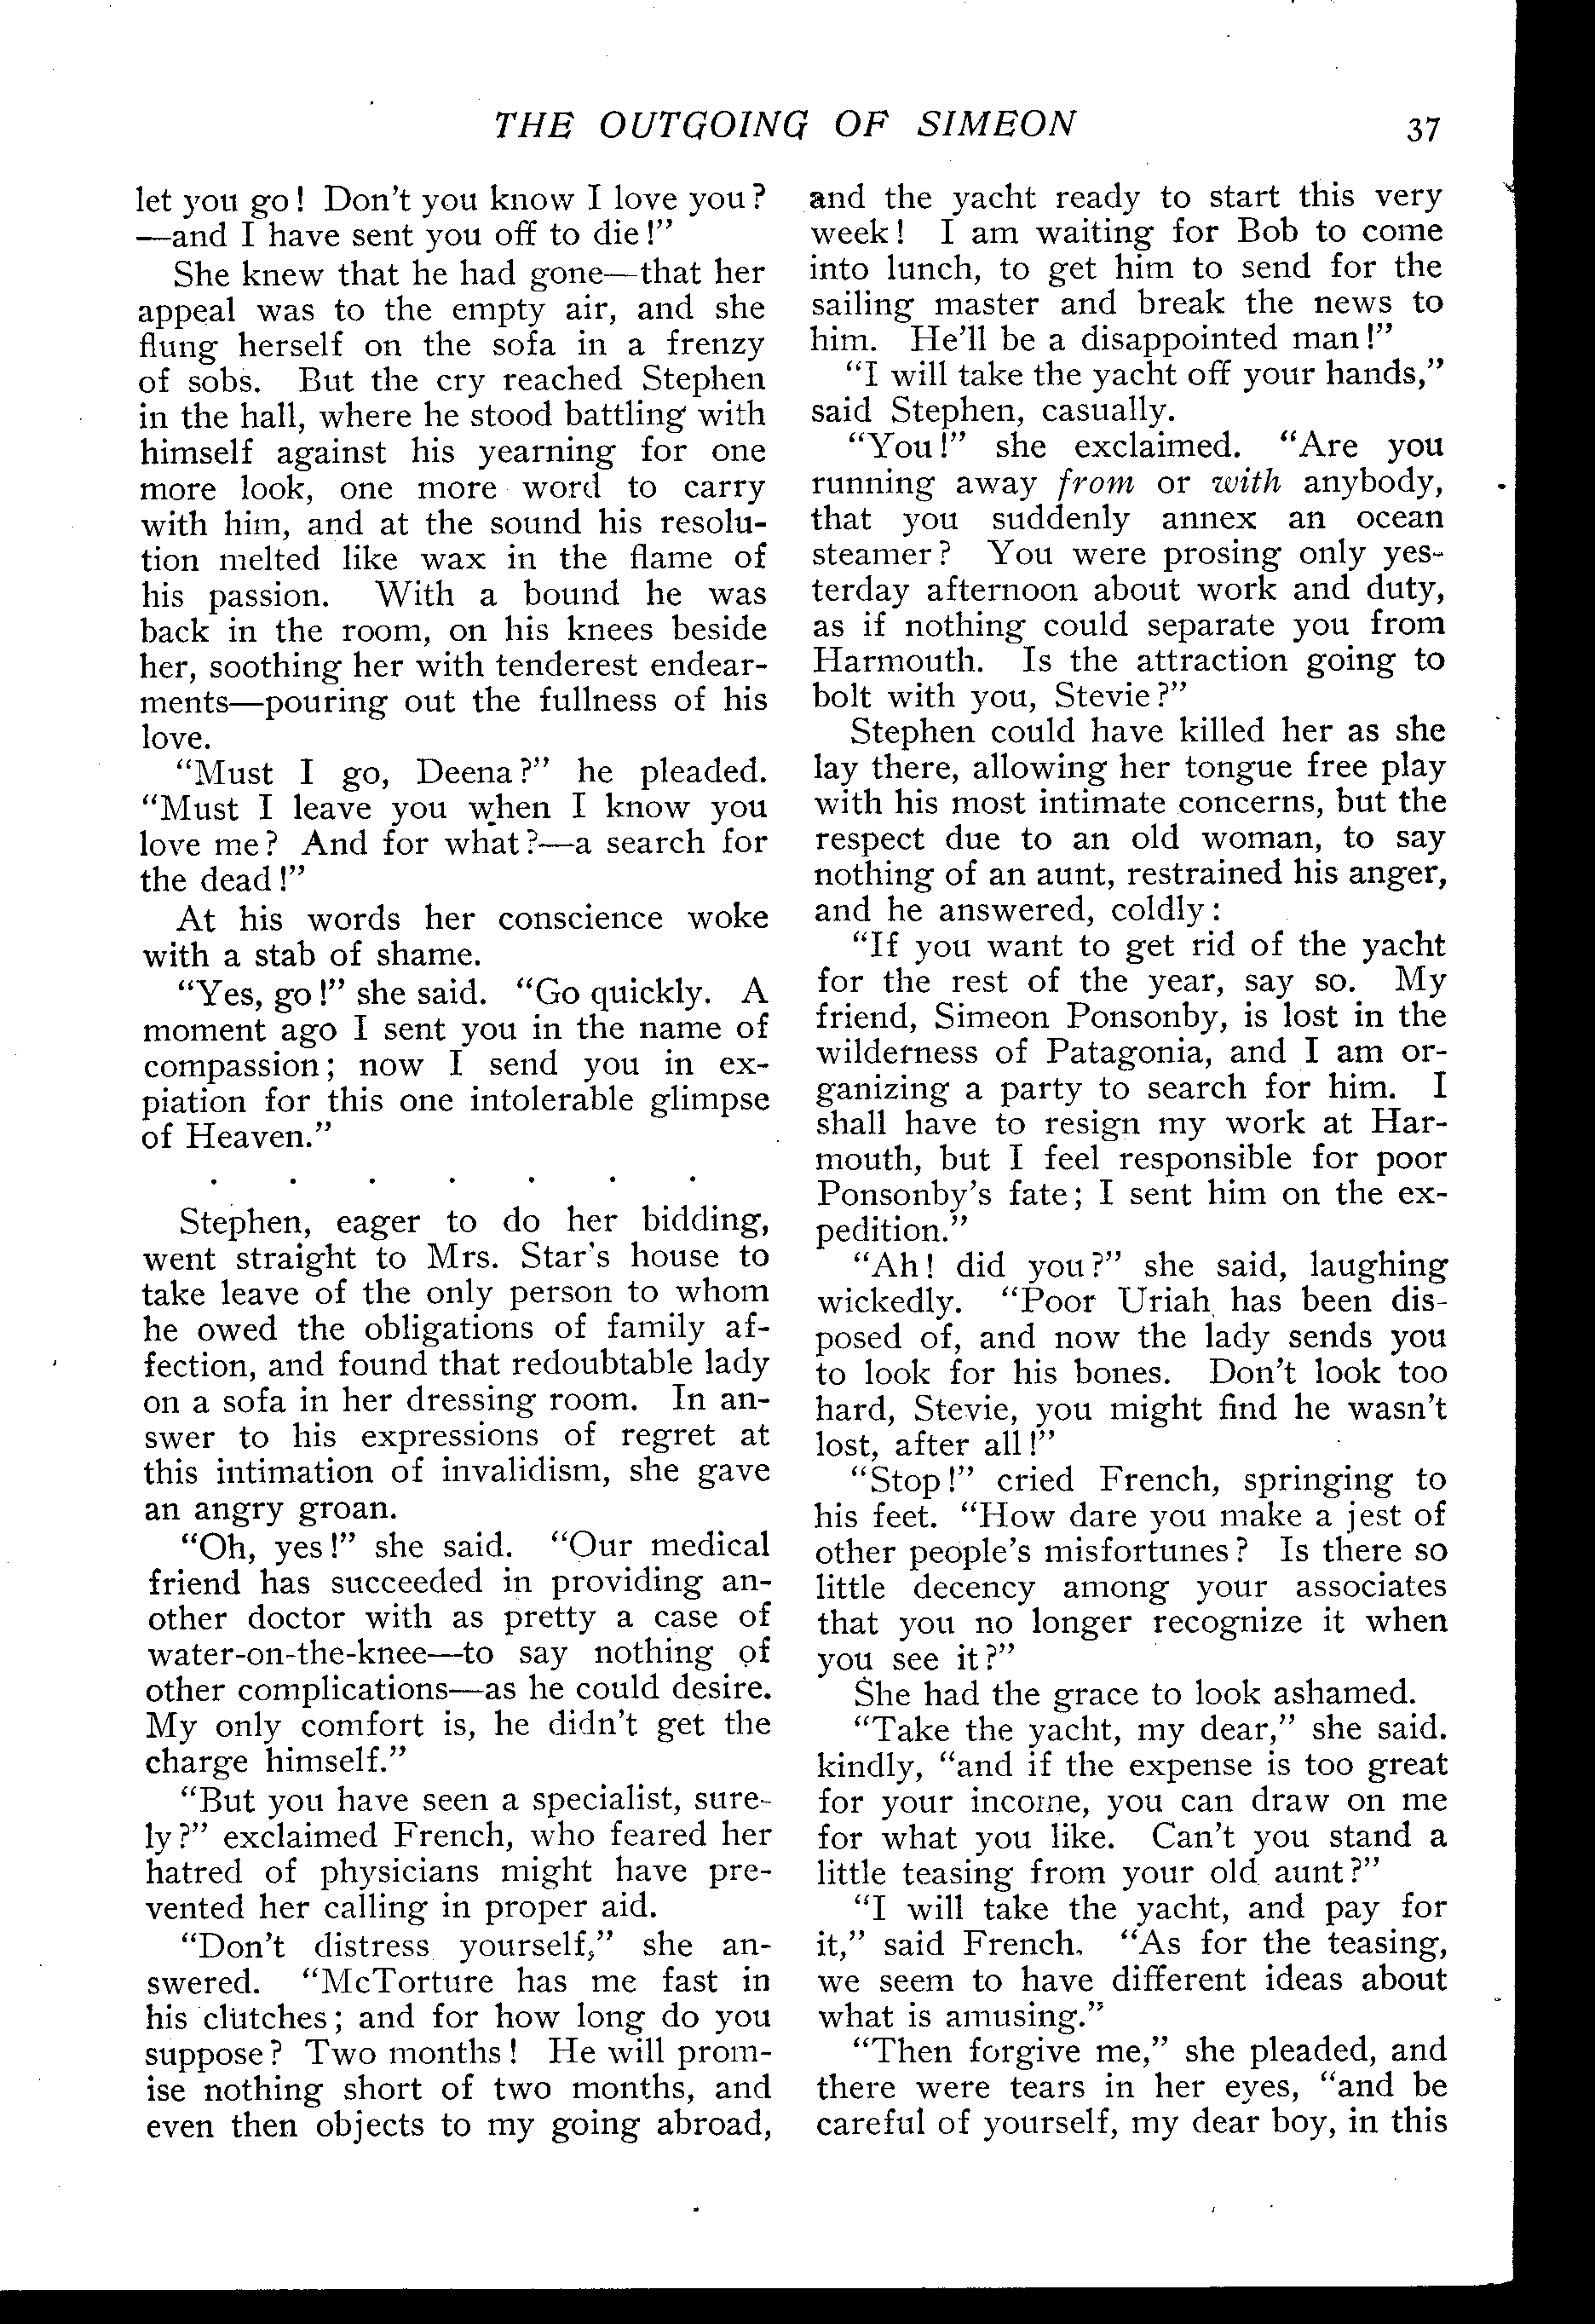 THE OUTGOING OF SIMEON
37
let you go! Don't you know I love you?
—and I have sent you off to die!"
She knew that he had gone—that her
appeal was to the empty air, and she
flung herself on the sofa in a frenzy
of sobs. But the cry reached Stephen
in the hall, where he stood battling with
himself against his yearning for one
more look, one more word to carry
with him, and at the sound his resolu-
tion melted like wax in the flame of
his passion. With a bound he was
back in the room, on his knees beside
her, soothing her with tenderest endear-
ments—pouring out the fullness of his
love.
"Must I go, Deena?" he pleaded.
"Must I leave you when I know you
love me? And for what?—a search for
the dead!"
At his words her conscience woke
with a stab of shame.
"Yes, go!" she said. "Go quickly. A
moment ago I sent you in the name of
compassion; now I send you in ex-
piation for this one intolerable glimpse
of Heaven."
. . . . . . .
Stephen, eager to do her bidding,
went straight to Mrs. Star's house to
take leave of the only person to whom
he owed the obligations of family af-
fection, and found that redoubtable lady
on a sofa in her dressing room. In an-
swer to his expressions of regret at
this intimation of invalidism, she gave
an angry groan.
"Oh, yes!" she said. "Our medical
friend has succeeded in providing an-
other doctor with as pretty a case of
water-on-the-knee—to say nothing of
other complications—as he could desire.
My only comfort is, he didn't get the
charge himself."
"But you have seen a specialist, sure-
ly?" exclaimed French, who feared her
hatred of physicians might have pre-
vented her calling in proper aid.
"Don't distress yourself," she an-
swered. "McTorture has me fast in
his clutches; and for how long do you
suppose? Two months! He will prom-
ise nothing short of two months, and
even then objects to my going abroad,
and the yacht ready to start this very
week! I am waiting for Bob to come
into lunch, to get him to send for the
sailing master and break the news to
him. He'll be a disappointed man!"
"I will take the yacht off your hands,"
said Stephen, casually.
"You!" she exclaimed. "Are you
running away from or with anybody,
that you suddenly annex an ocean
steamer? You were prosing only yes-
terday afternoon about work and duty,
as if nothing could separate you from
Harmouth. Is the attraction going to
bolt with you, Stevie?"
Stephen could have killed her as she
lay there, allowing her tongue free play
with his most intimate concerns, but the
respect due to an old woman, to say
nothing of an aunt, restrained his anger,
and he answered, coldly:
"If you want to get rid of the yacht
for the rest of the year, say so. My
friend, Simeon Ponsonby, is lost in the
wilderness of Patagonia, and I am or-
ganizing a party to search for him. I
shall have to resign my work at Har-
mouth, but I feel responsible for poor
Ponsonby's fate; I sent him on the ex-
pedition."
"Ah! did you?" she said, laughing
wickedly. "Poor Uriah has been dis-
posed of, and now the lady sends you
to look for his bones. Don't look too
hard, Stevie, you might find he wasn't
lost, after all!"
"Stop!" cried French, springing to
his feet. "How dare you make a jest of
other people's misfortunes? Is there so
little decency among your associates
that you no longer recognize it when
you see it?"
She had the grace to look ashamed.
"Take the yacht, my dear," she said.
kindly, "and if the expense is too great
for your income, you can draw on me
for what you like. Can't you stand a
little teasing from your old aunt?"
"I will take the yacht, and pay for
it," said French. "As for the teasing,
we seem to have different ideas about
what is amusing."
"Then forgive me," she pleaded, and
there were tears in her eyes, "and be
careful of yourself, my dear boy, in this